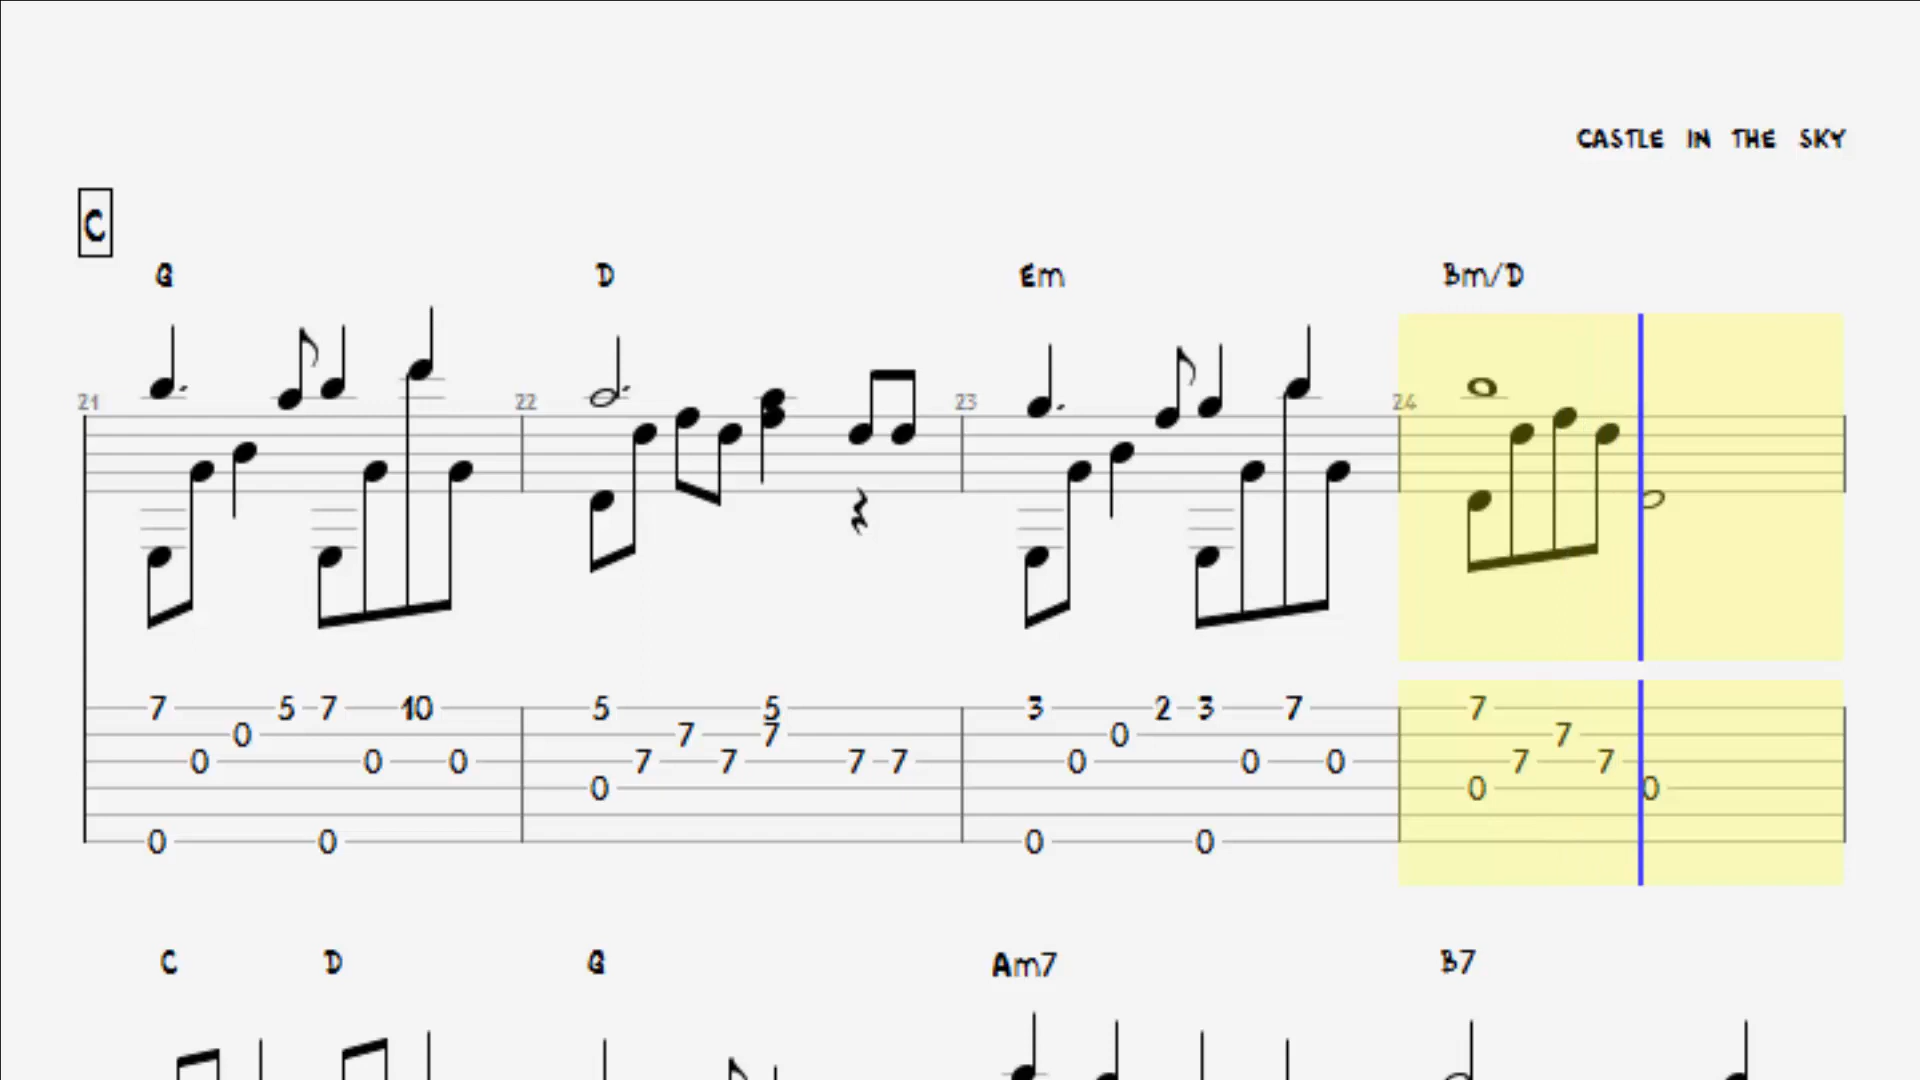 CASTLE IN THE SKY
C
G D Em Bm/D
21 22 23 24
7 5 7 10 5 5 3 2 3 7 7
0 7 7 0 7
0 0 0 7 7 7 7 0 0 0 7 7
0 0 0
0 0 0 0
C D G Am7 B7